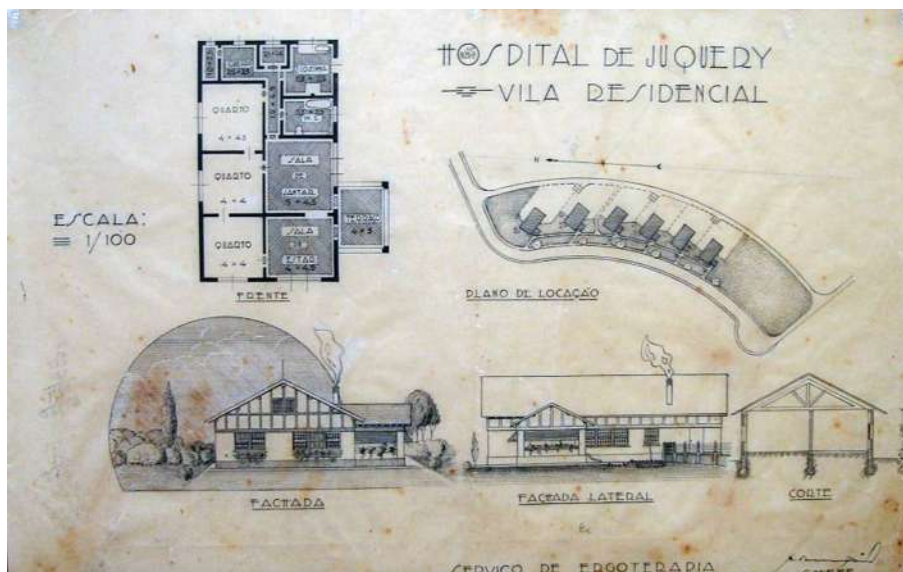 HOSPITAL DE JUQUERY
VILA RESIDENCIAL
ESCALA:
1/100
QUARTO
4 × 4.5
QUARTO
4 × 4
QUARTO
4 × 4
W.C.
SALA
DE
JANTAR
5 × 4.5
SALA
DE
ESTAR
4 × 4.5
TERRAÇO
4 × 3
FRENTE
N
PLANO DE LOCAÇÃO
FACHADA
FACHADA LATERAL
CORTE
SERVIÇO DE ERGOTERAPIA